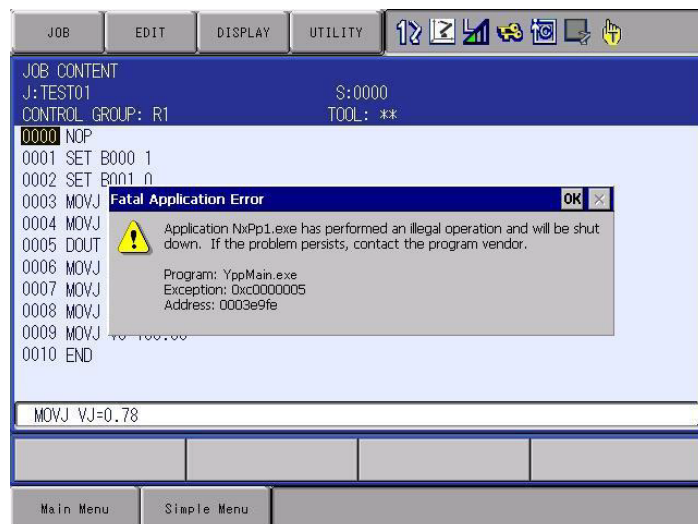 JOB EDIT DISPLAY UTILITY
JOB CONTENT
J:TEST01 S:0000
CONTROL GROUP: R1 TOOL: **
0000 NOP
0001 SET B000 1
0002 SET B001 0
0003 MOVJ
0004 MOVJ
0005 DOUT
0006 MOVJ
0007 MOVJ
0008 MOVJ
0009 MOVJ
0010 END
Fatal Application Error OK
Application NxPp1.exe has performed an illegal operation and will be shut
down. If the problem persists, contact the program vendor.
Program: YppMain.exe
Exception: 0xc0000005
Address: 0003e9fe
MOVJ VJ=0.78
Main Menu Simple Menu